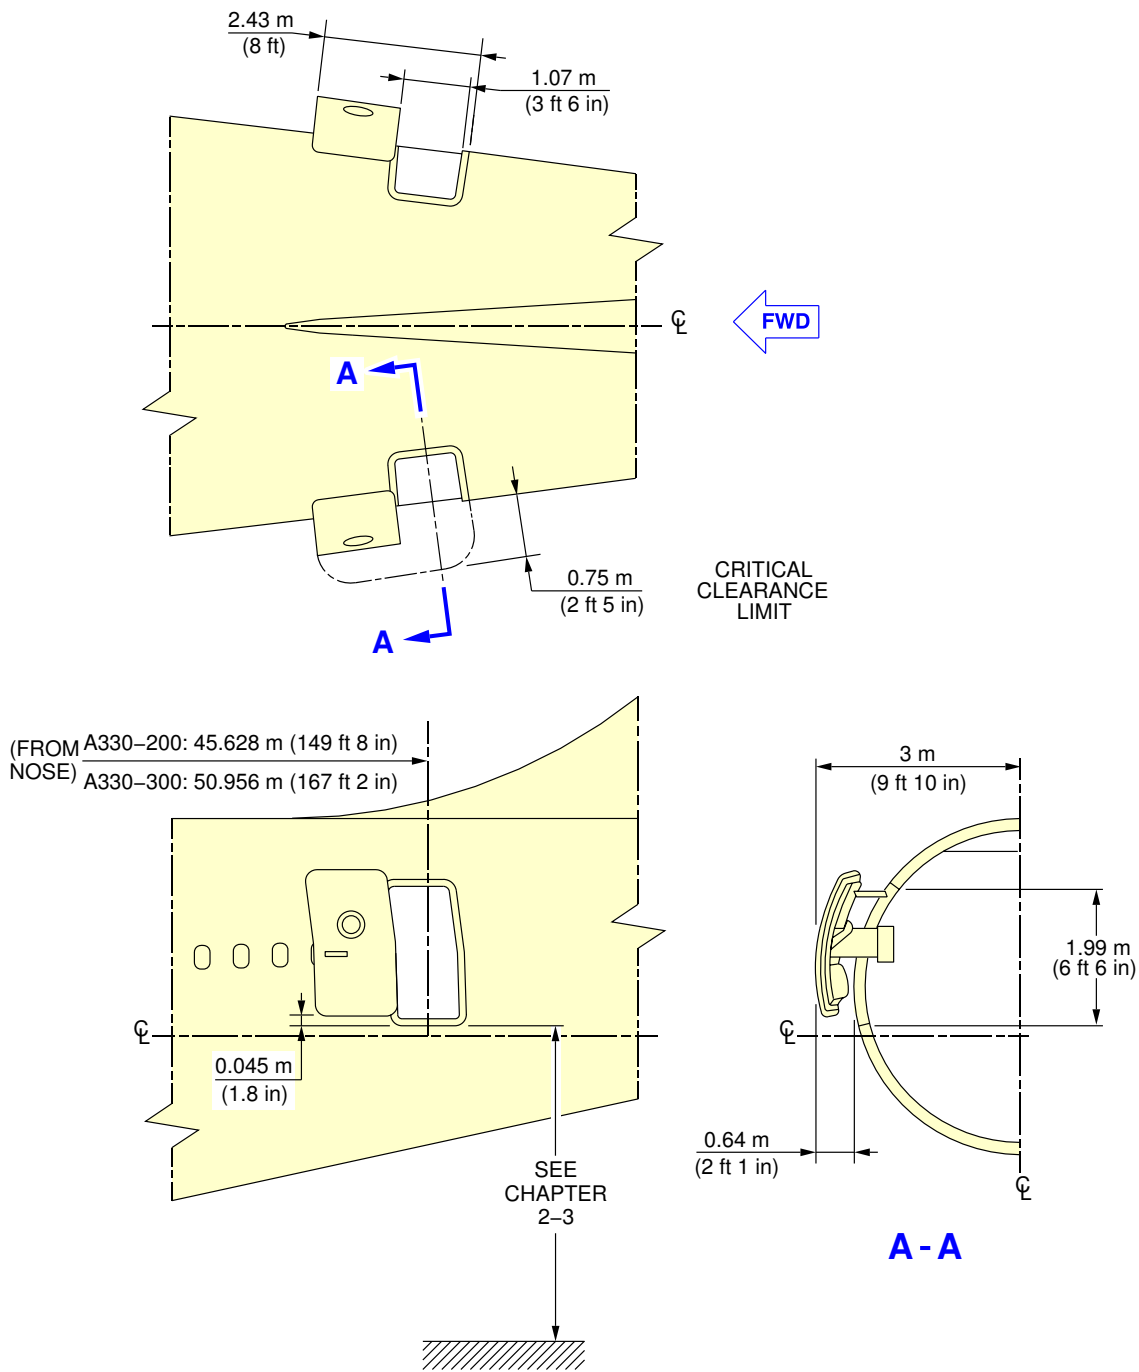 2.43 m
(8 ft)
1.07 m
(3 ft 6 in)
℄
FWD
A
A
0.75 m
(2 ft 5 in)
CRITICAL
CLEARANCE
LIMIT
(FROM
NOSE)
A330−200: 45.628 m (149 ft 8 in)
A330−300: 50.956 m (167 ft 2 in)
3 m
(9 ft 10 in)
1.99 m
(6 ft 6 in)
℄
℄
0.045 m
(1.8 in)
0.64 m
(2 ft 1 in)
SEE
CHAPTER
2−3
℄
A - A